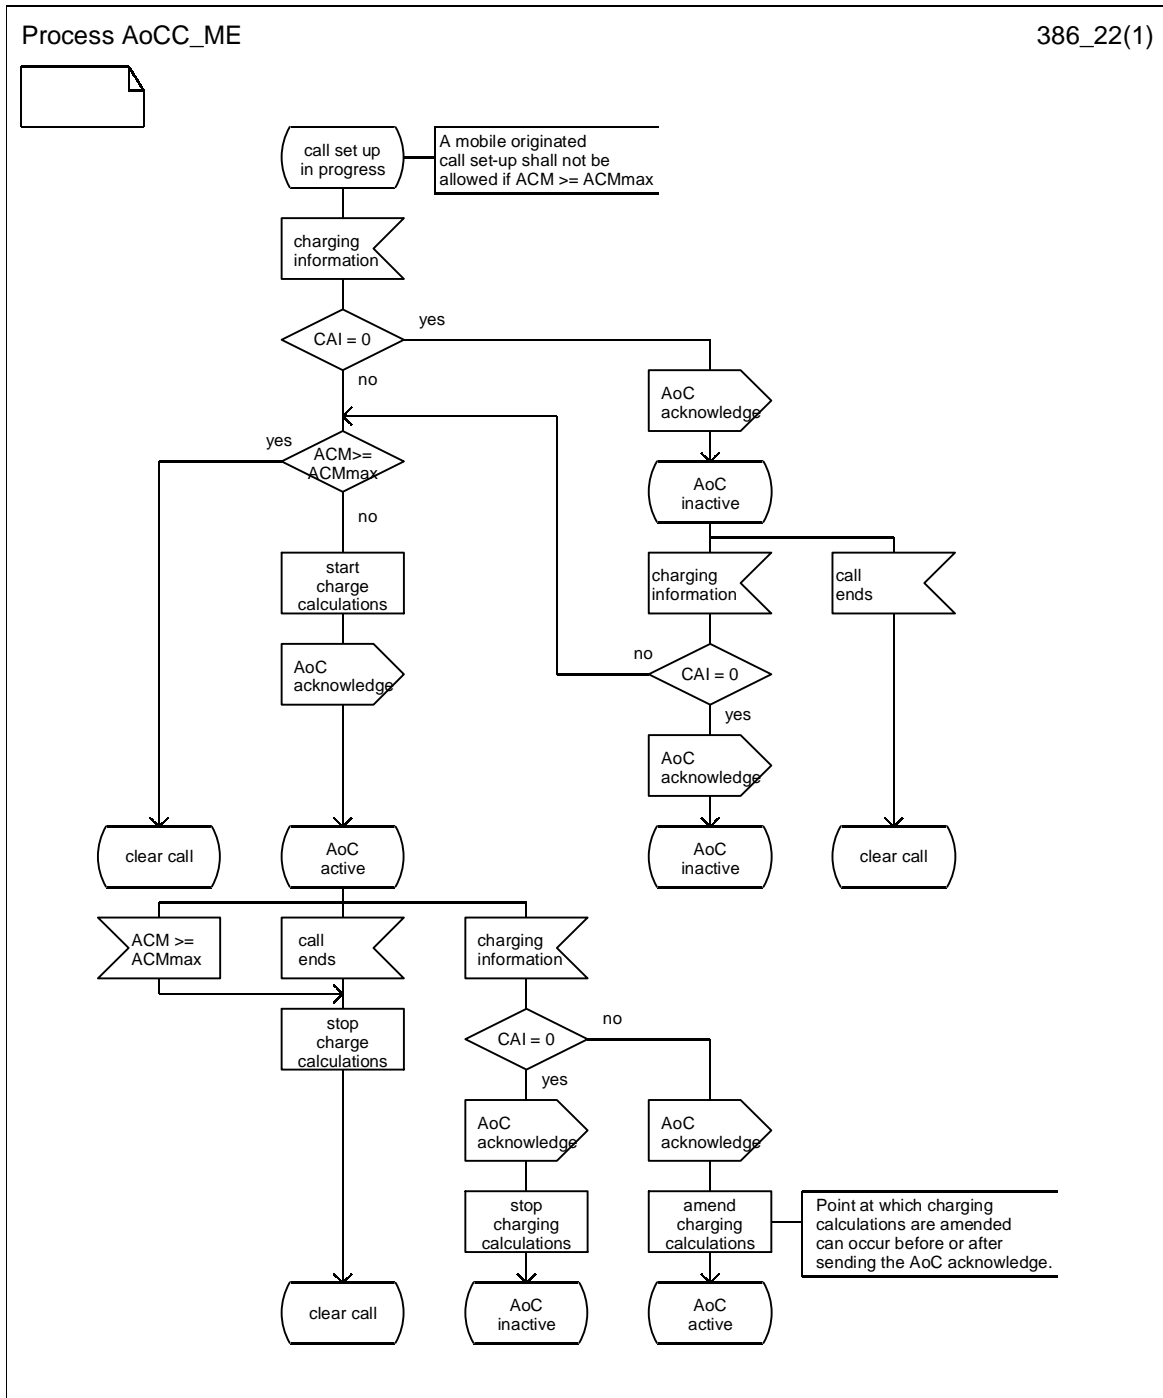 Process AoCC_ME
386_22(1)
call set up
in progress
A mobile originated
call set-up shall not be
allowed if ACM >= ACMmax
charging
information
CAI = 0
yes
no
AoC
acknowledge
yes
ACM>=
ACMmax
no
AoC
inactive
start
charge
calculations
charging
information
call
ends
AoC
acknowledge
no
CAI = 0
yes
AoC
acknowledge
clear call
AoC
active
AoC
inactive
clear call
ACM >=
ACMmax
call
ends
charging
information
stop
charge
calculations
CAI = 0
no
yes
AoC
acknowledge
AoC
acknowledge
stop
charging
calculations
amend
charging
calculations
Point at which charging
calculations are amended
can occur before or after
sending the AoC acknowledge.
clear call
AoC
inactive
AoC
active